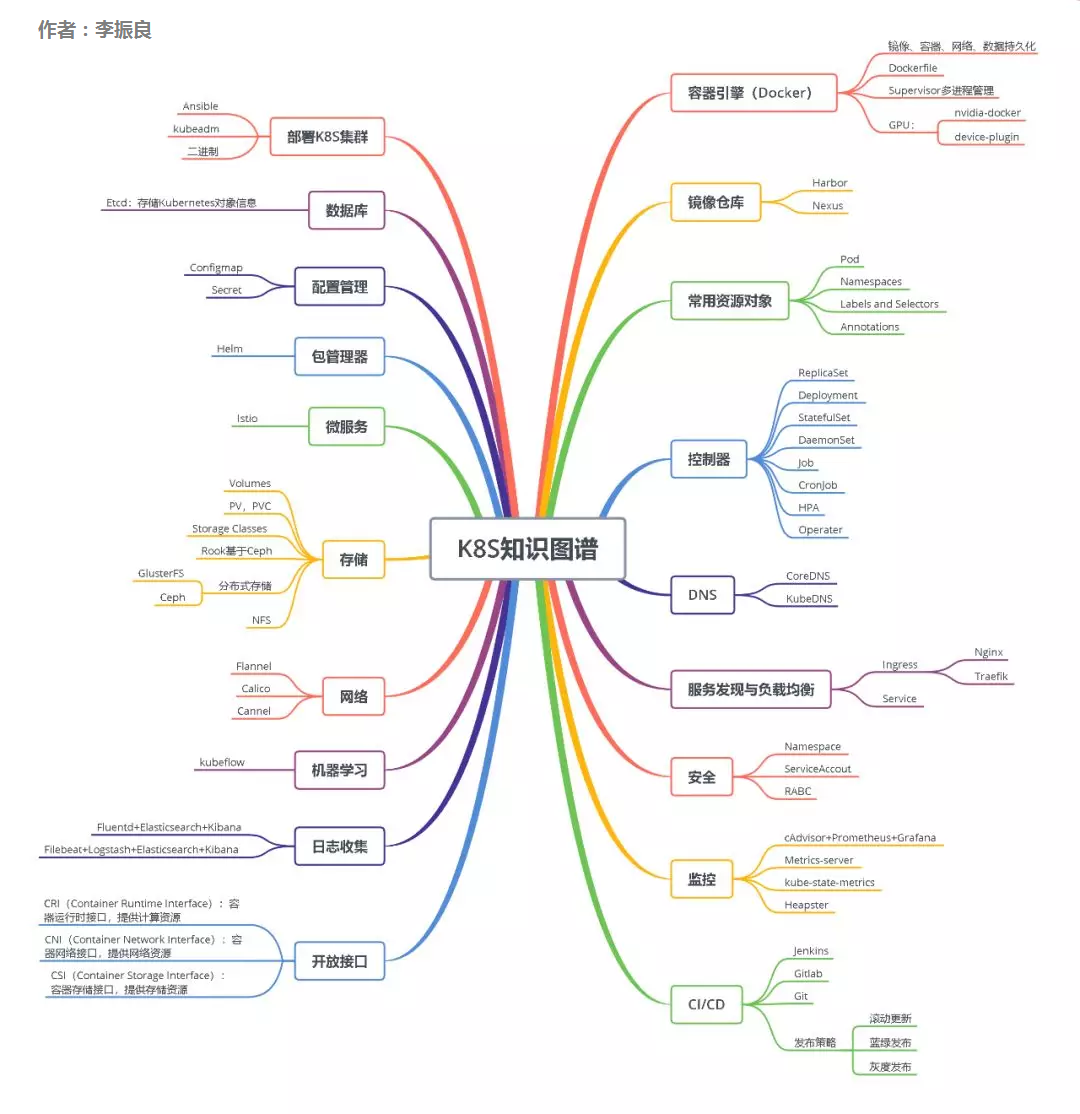 作者：李振良
K8S知识图谱
容器引擎（Docker）
镜像、容器、网络、数据持久化
Dockerfile
Supervisor多进程管理
GPU：
nvidia-docker
device-plugin
镜像仓库
Harbor
Nexus
常用资源对象
Pod
Namespaces
Labels and Selectors
Annotations
控制器
ReplicaSet
Deployment
StatefulSet
DaemonSet
Job
CronJob
HPA
Operater
DNS
CoreDNS
KubeDNS
服务发现与负载均衡
Ingress
Nginx
Traefik
Service
安全
Namespace
ServiceAccout
RABC
监控
cAdvisor+Prometheus+Grafana
Metrics-server
kube-state-metrics
Heapster
CI/CD
Jenkins
Gitlab
Git
发布策略
滚动更新
蓝绿发布
灰度发布
部署K8S集群
Ansible
kubeadm
二进制
数据库
Etcd：存储Kubernetes对象信息
配置管理
Configmap
Secret
包管理器
Helm
微服务
Istio
存储
Volumes
PV，PVC
Storage Classes
Rook基于Ceph
分布式存储
GlusterFS
Ceph
NFS
网络
Flannel
Calico
Cannel
机器学习
kubeflow
日志收集
Fluentd+Elasticsearch+Kibana
Filebeat+Logstash+Elasticsearch+Kibana
开放接口
CRI（Container Runtime Interface）：容
器运行时接口，提供计算资源
CNI（Container Network Interface）：容
器网络接口，提供网络资源
CSI（Container Storage Interface）：
容器存储接口，提供存储资源